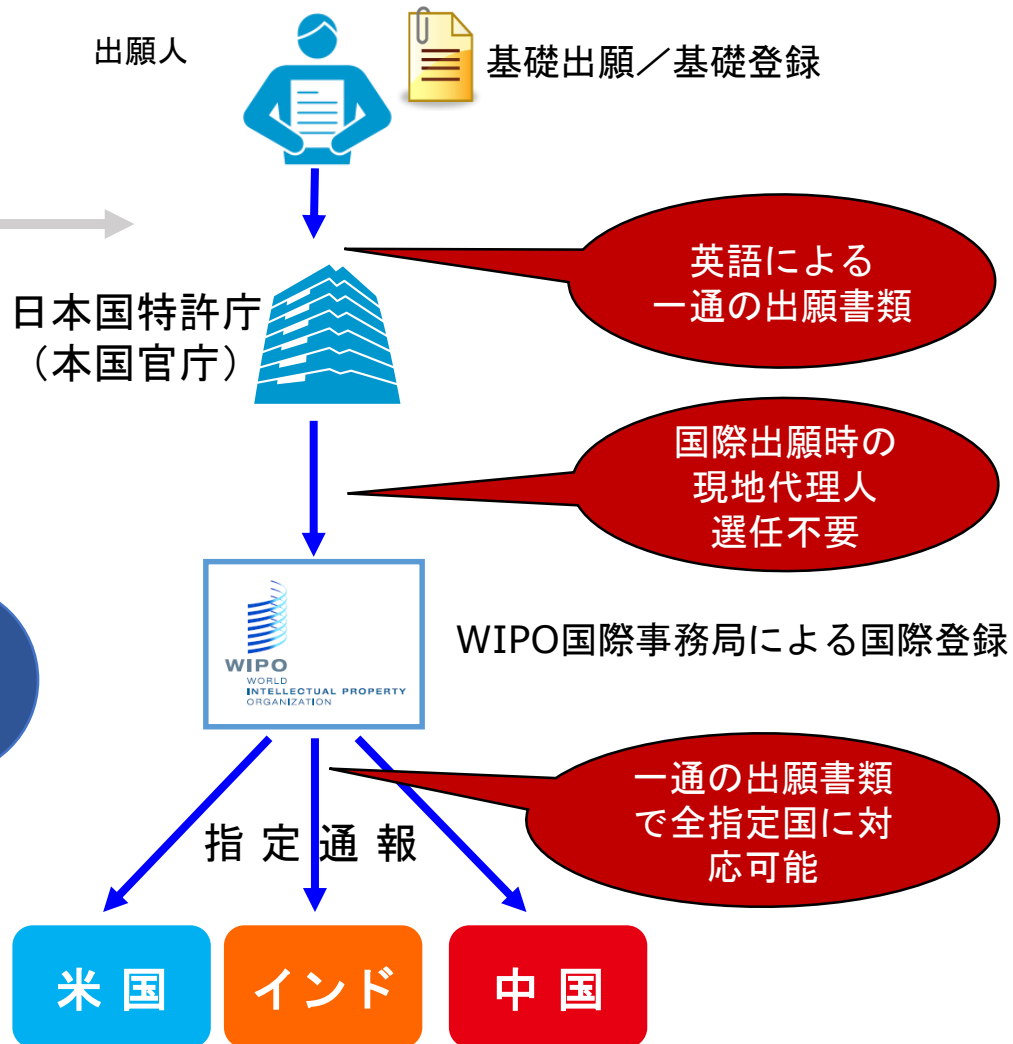 出願人
基礎出願／基礎登録
英語による
一通の出願書類
日本国特許庁
（本国官庁）
国際出願時の
現地代理人
選任不要
WIPO
WORLD
INTELLECTUAL PROPERTY
ORGANIZATION
WIPO国際事務局による国際登録
一通の出願書類
で全指定国に対
応可能
指定通報
米国
インド
中国